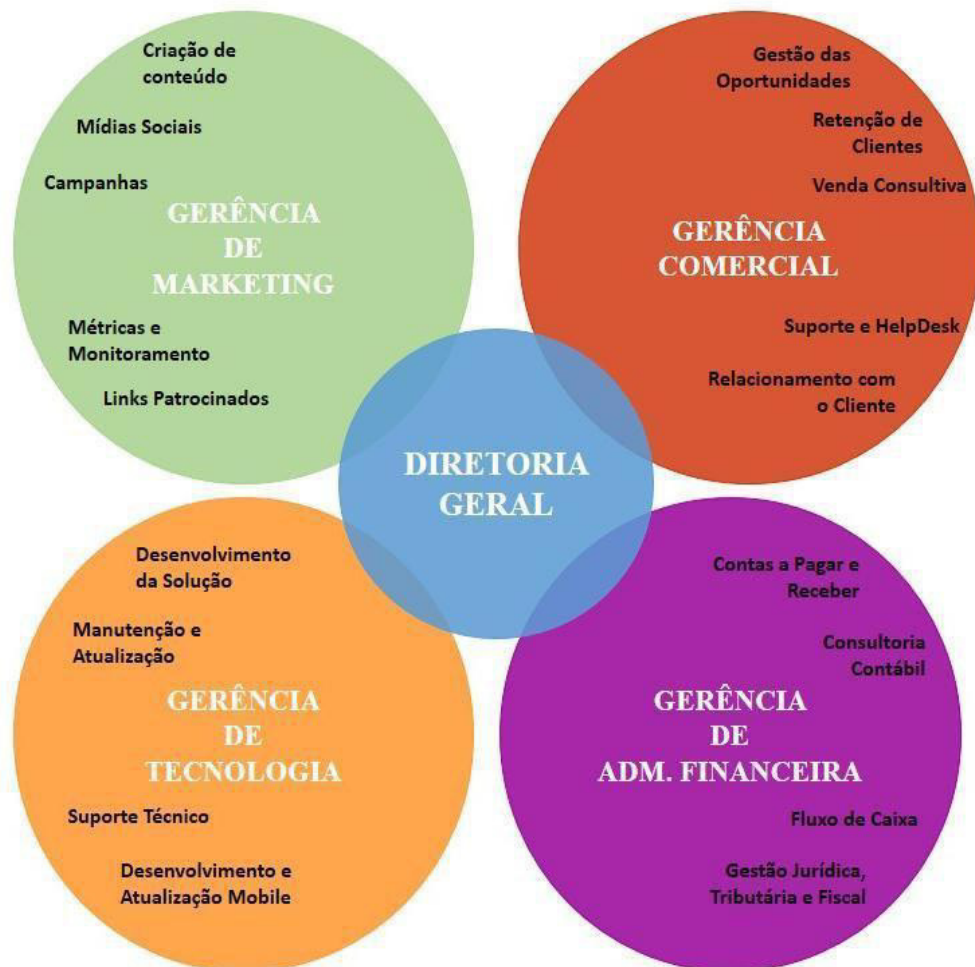 Criação de
conteúdo
Mídias Sociais
Campanhas
GERÊNCIA
DE
MARKETING
Métricas e
Monitoramento
Links Patrocinados
Gestão das
Oportunidades
Retenção de
Clientes
Venda Consultiva
GERÊNCIA
COMERCIAL
Suporte e HelpDesk
Relacionamento com
o Cliente
DIRETORIA
GERAL
Desenvolvimento
da Solução
Manutenção e
Atualização
GERÊNCIA
DE
TECNOLOGIA
Suporte Técnico
Desenvolvimento e
Atualização Mobile
Contas a Pagar e
Receber
Consultoria
Contábil
GERÊNCIA
DE
ADM. FINANCEIRA
Fluxo de Caixa
Gestão Jurídica,
Tributária e Fiscal